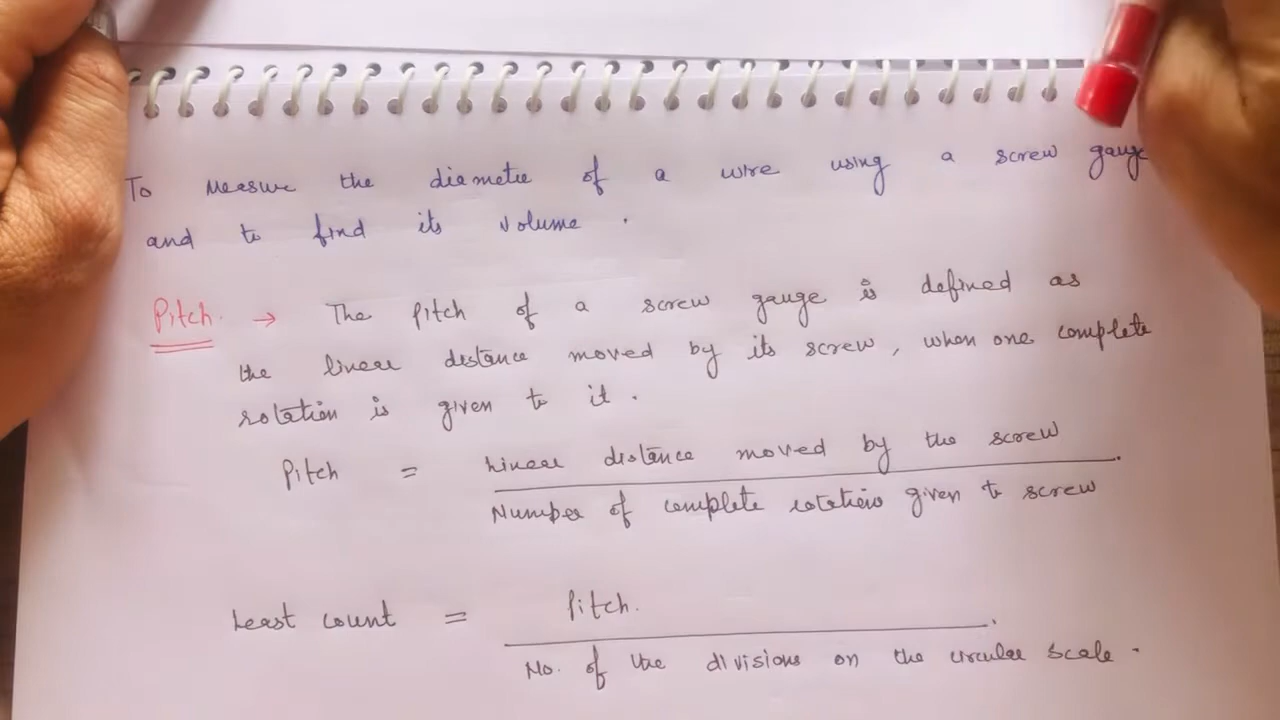 To measure the diameter of a wire using a screw gauge
and to find its volume.
Pitch. → The pitch of a screw gauge is defined as
the linear distance moved by its screw, when one complete
rotation is given to it.
Pitch = Linear distance moved by the screw
Number of complete rotations given to screw
Least count = Pitch.
No. of the divisions on the circular scale.